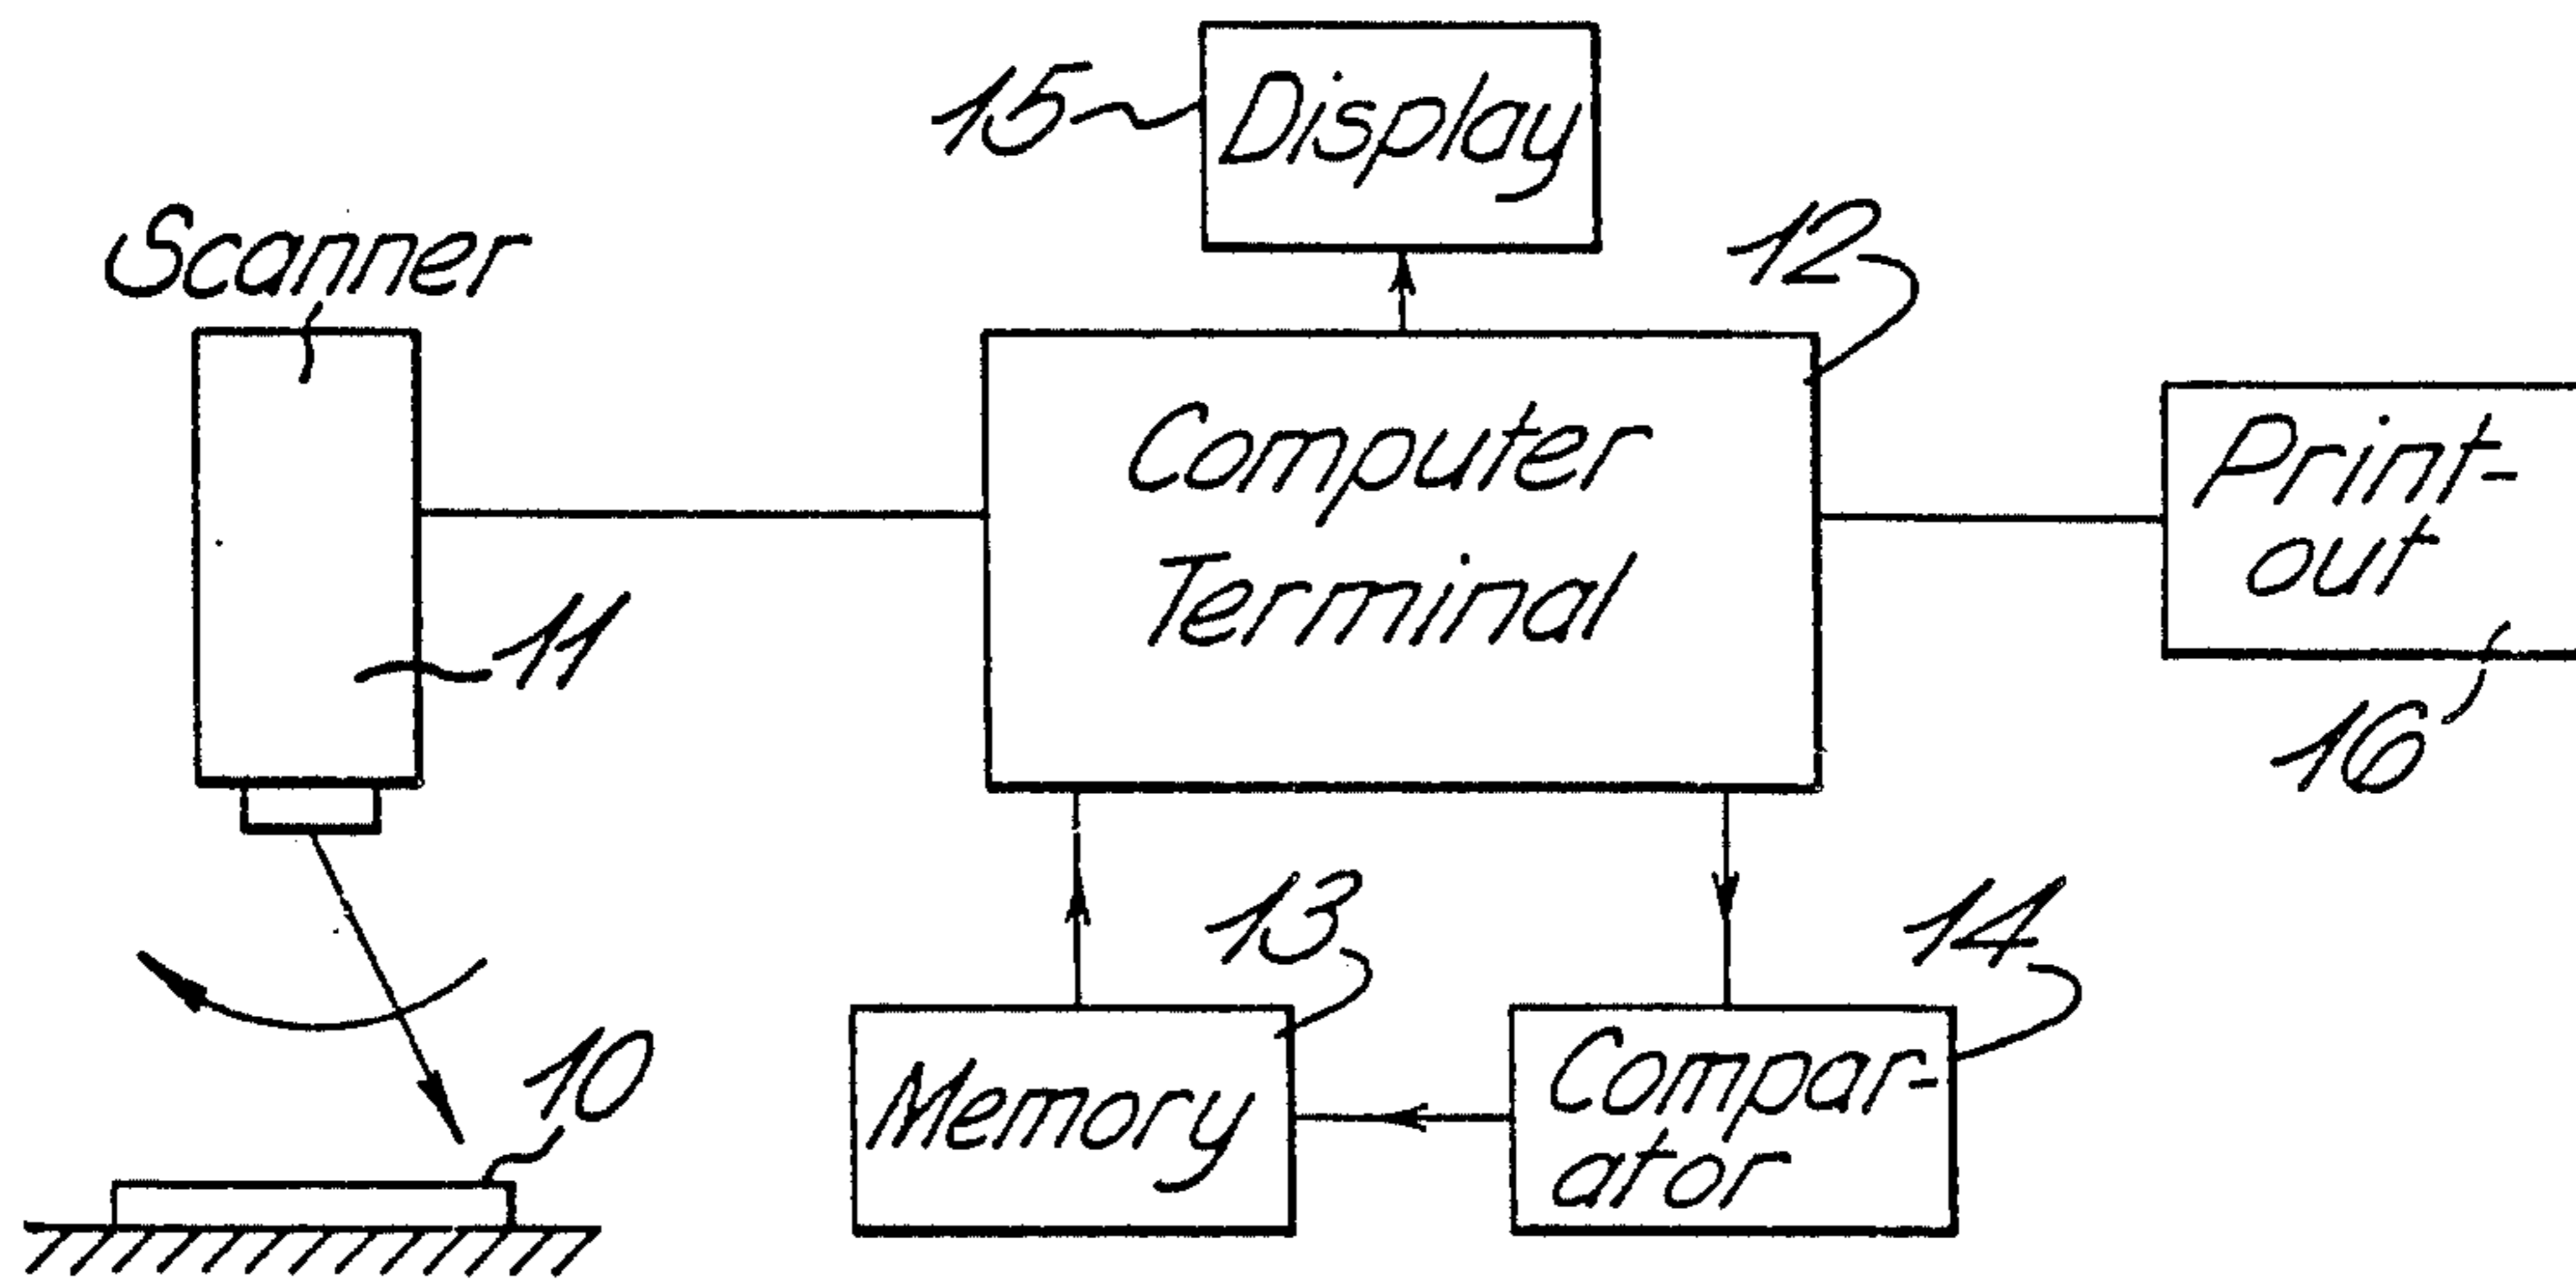 15
Display
12
Scanner
Computer
Terminal
Print-
out
11
16
13
14
10
Memory
Compar-
ator